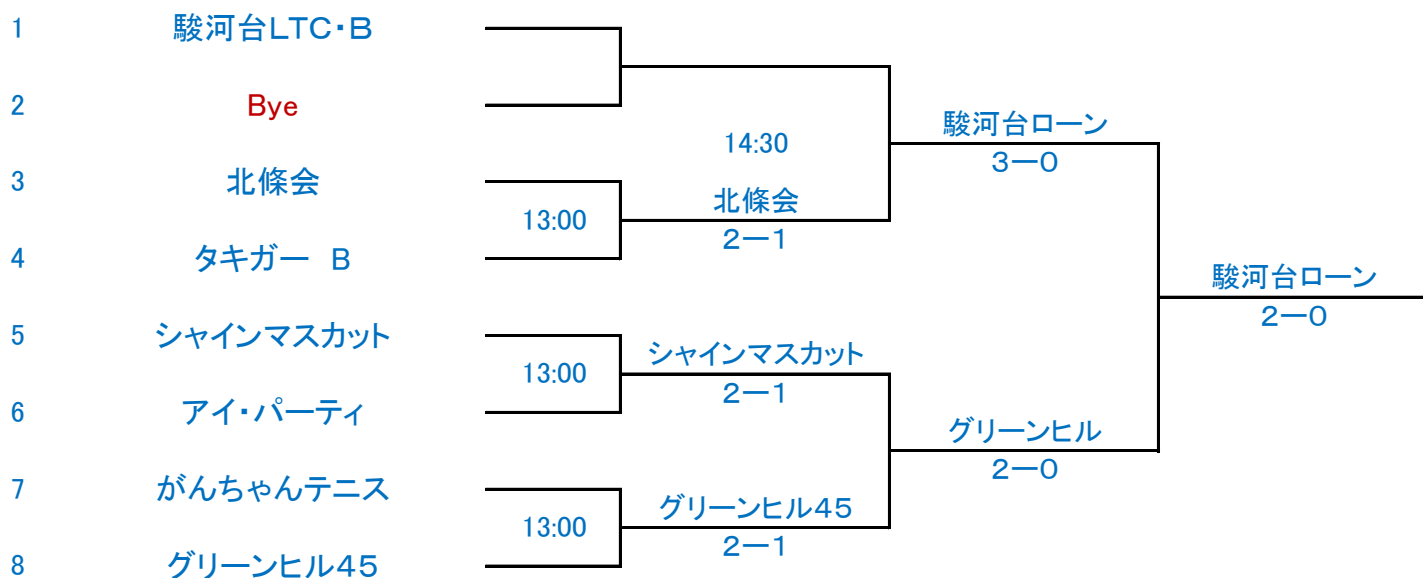 1 駿河台LTC・B
2 Bye
3 北條会
4 タキガー　B
5 シャインマスカット
6 アイ・パーティ
7 がんちゃんテニス
8 グリーンヒル45
13:00
13:00
13:00
14:30
北條会
2ー1
シャインマスカット
2ー1
グリーンヒル45
2ー1
駿河台ローン
3ー0
グリーンヒル
2ー0
駿河台ローン
2ー0